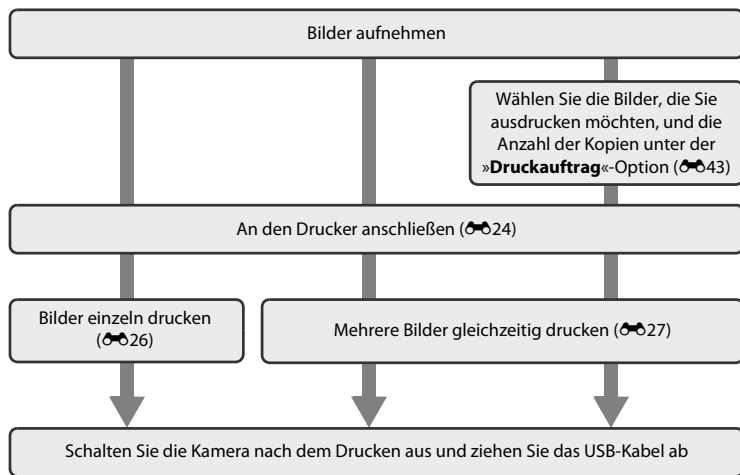 Bilder aufnehmen
Wählen Sie die Bilder, die Sie
ausdrucken möchten, und die
Anzahl der Kopien unter der
»Druckauftrag«-Option (43)
An den Drucker anschließen (24)
Bilder einzeln drucken
(26)
Mehrere Bilder gleichzeitig drucken (27)
Schalten Sie die Kamera nach dem Drucken aus und ziehen Sie das USB-Kabel ab